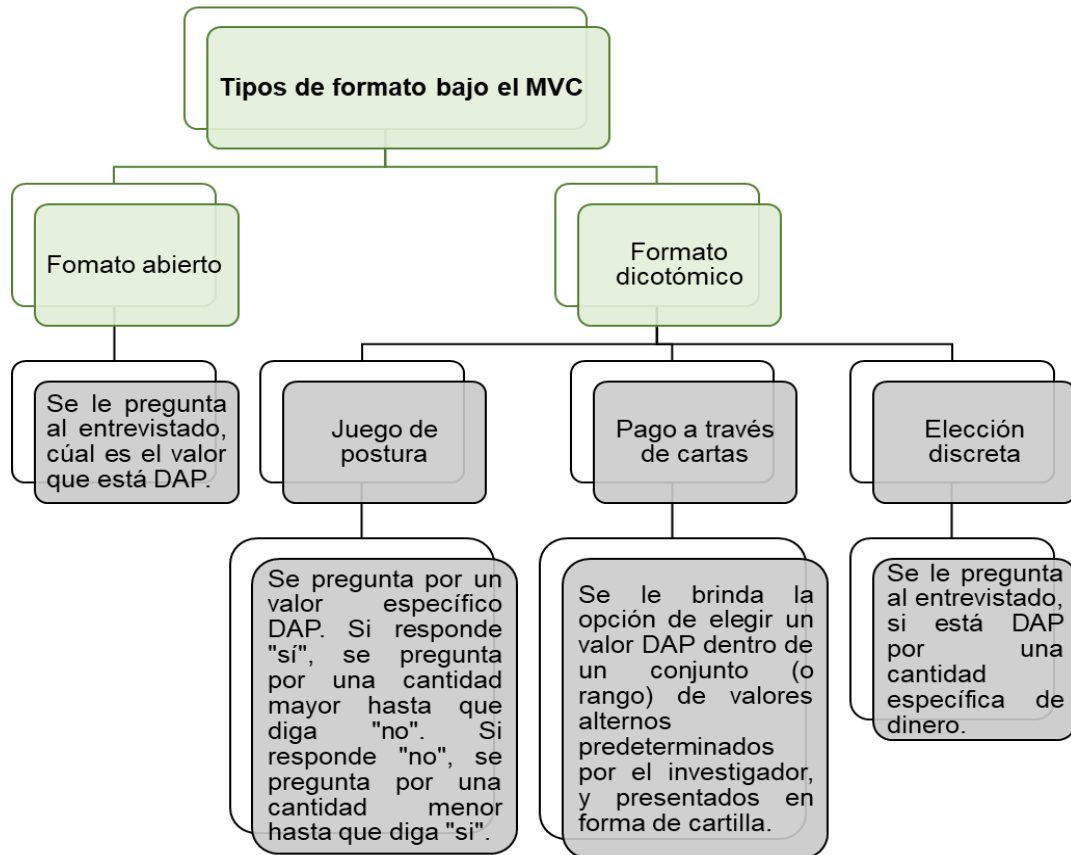 Tipos de formato bajo el MVC
Fomato abierto
Formato
dicotómico
Se le pregunta
al entrevistado,
cúal es el valor
que está DAP.
Juego de
postura
Pago a través
de cartas
Elección
discreta
Se pregunta por un
valor específico
DAP. Si responde
"sí", se pregunta
por una cantidad
mayor hasta que
diga "no". Si
responde "no", se
pregunta por una
cantidad menor
hasta que diga "si".
Se le brinda la
opción de elegir un
valor DAP dentro de
un conjunto (o
rango) de valores
alternos
predeterminados
por el investigador,
y presentados en
forma de cartilla.
Se le pregunta
al entrevistado,
si está DAP
por una
cantidad
específica de
dinero.